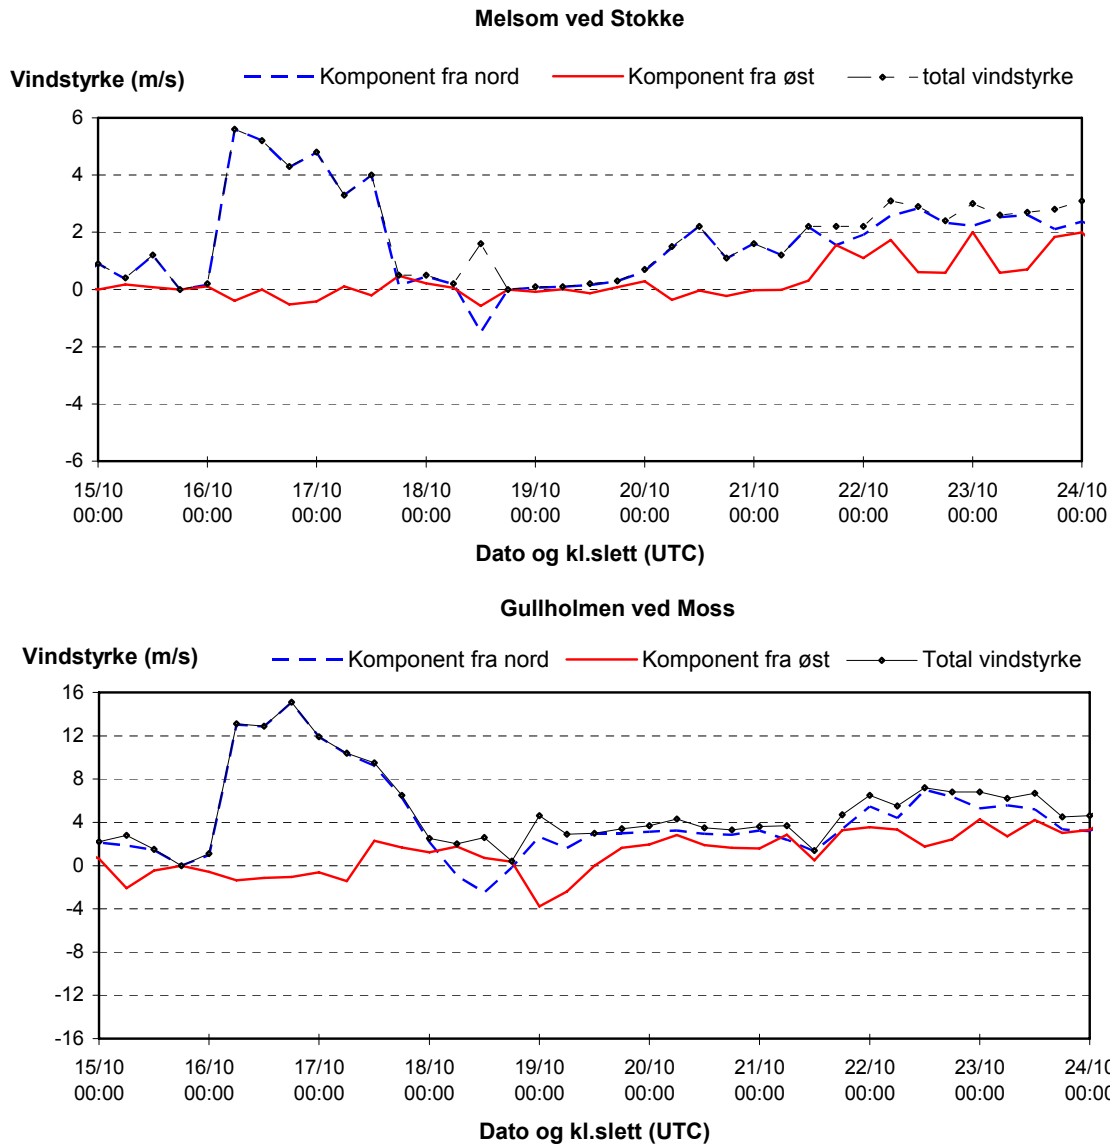 Melsom ved Stokke
Vindstyrke (m/s) Komponent fra nord Komponent fra øst total vindstyrke
6
4
2
0
-2
-4
-6
15/10 16/10 17/10 18/10 19/10 20/10 21/10 22/10 23/10 24/10
00:00 00:00 00:00 00:00 00:00 00:00 00:00 00:00 00:00 00:00
Dato og kl.slett (UTC)
Gullholmen ved Moss
Vindstyrke (m/s) Komponent fra nord Komponent fra øst Total vindstyrke
16
12
8
4
0
-4
-8
-12
-16
15/10 16/10 17/10 18/10 19/10 20/10 21/10 22/10 23/10 24/10
00:00 00:00 00:00 00:00 00:00 00:00 00:00 00:00 00:00 00:00
Dato og kl.slett (UTC)